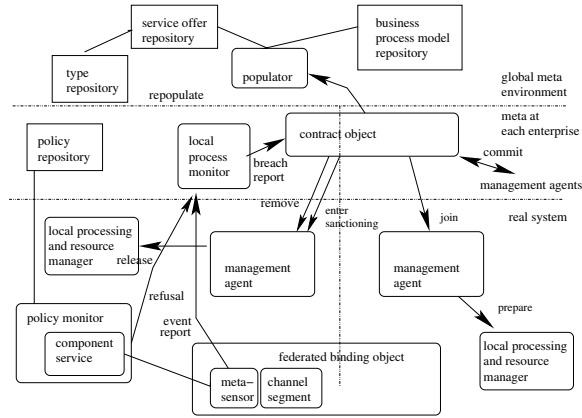 service offer
repository
business
process model
repository
type
repository
populator
global meta
environment
repopulate
meta at
each enterprise
policy
repository
local
process
monitor
contract object
breach
report
commit
management agents
remove
enter
sanctioning
join
real system
local processing
and resource
manager
release
management
agent
management
agent
refusal
event
report
prepare
policy monitor
component
service
federated binding object
meta-
sensor
channel
segment
local processing
and resource
manager